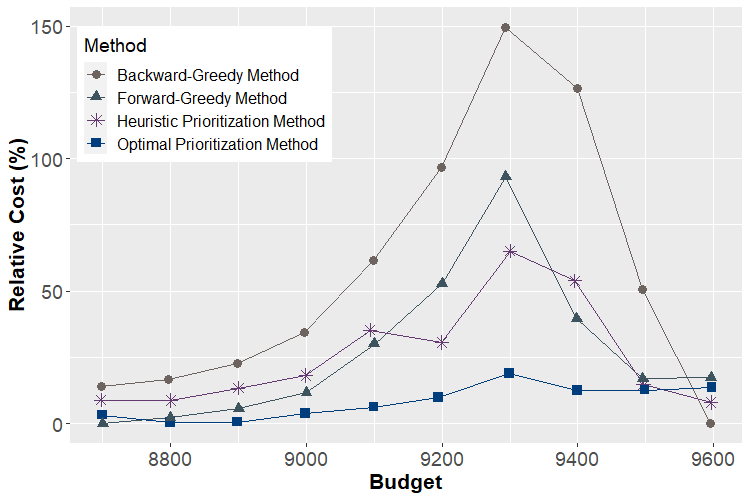 150
100
50
0
Relative Cost (%)
Method
Backward-Greedy Method
Forward-Greedy Method
Heuristic Prioritization Method
Optimal Prioritization Method
8800 9000 9200 9400 9600
Budget